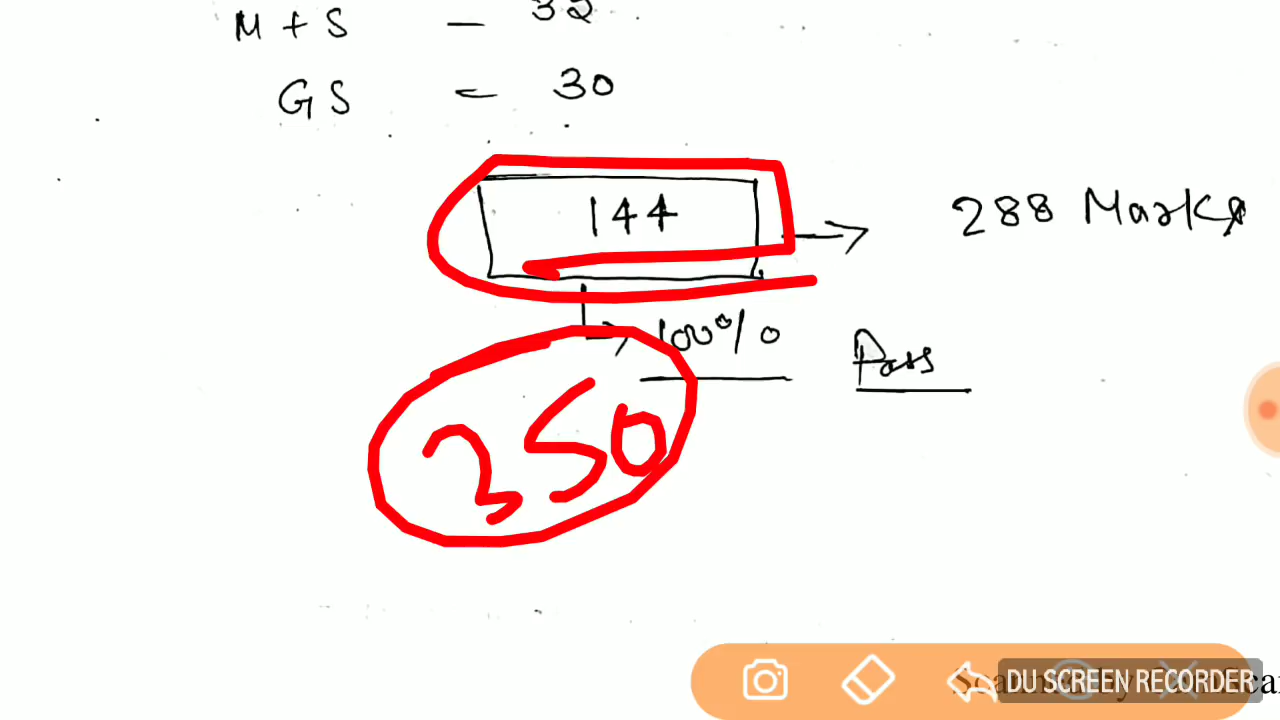 M + S - 32
GS = 30
144 → 288 Marks
100% Pass
350
DU SCREEN RECORDER